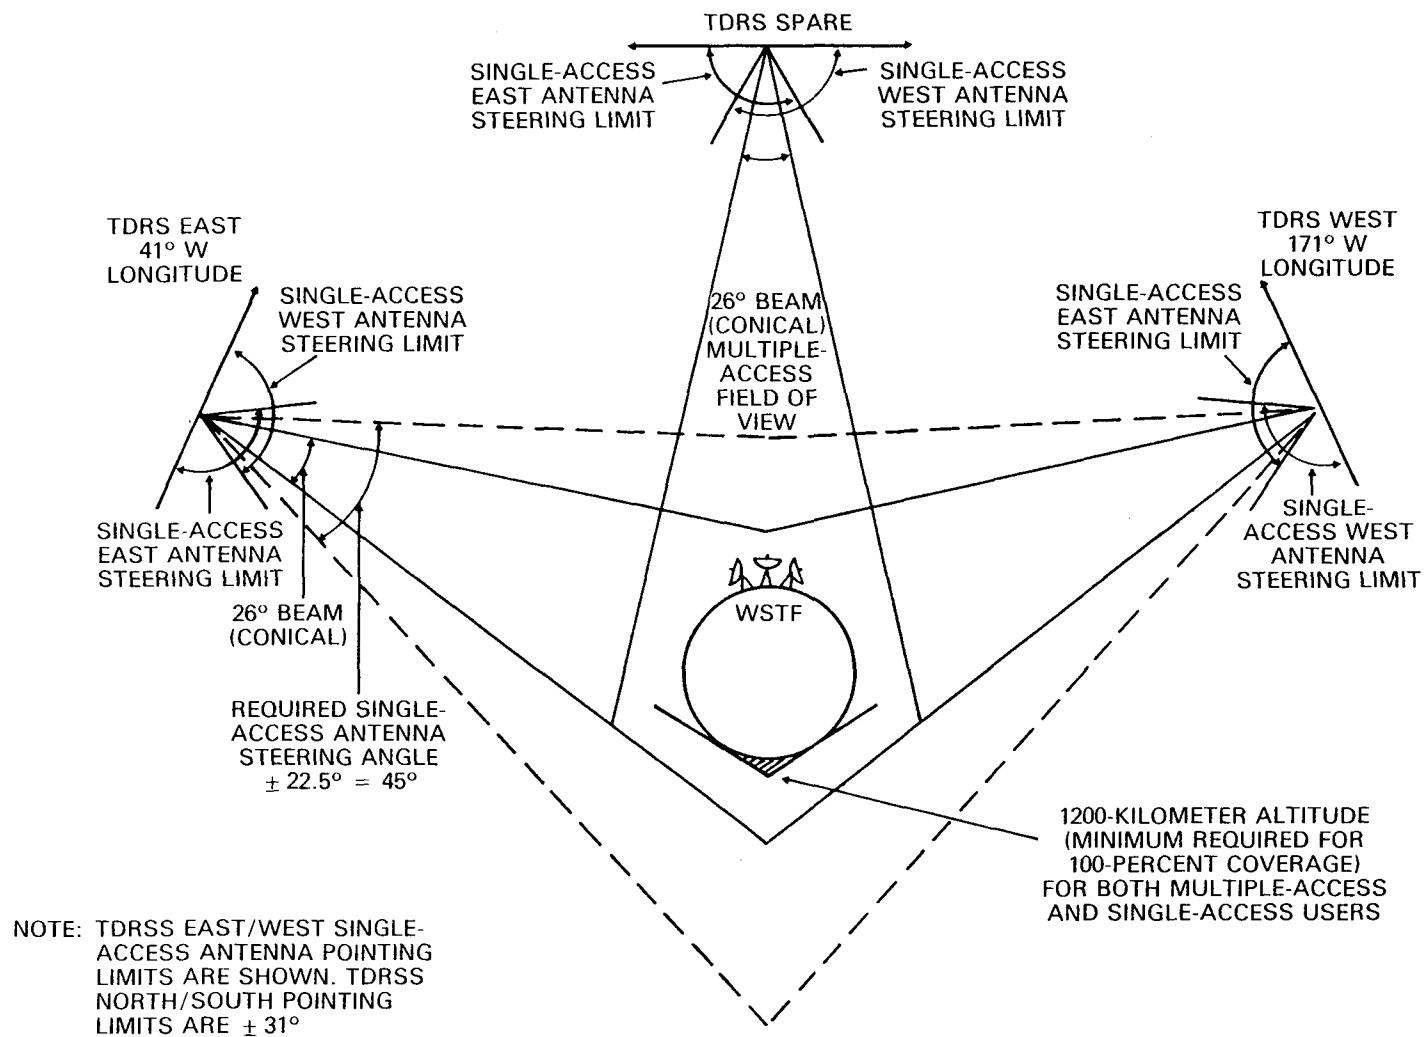 TDRS SPARE
SINGLE-ACCESS
EAST ANTENNA
STEERING LIMIT
SINGLE-ACCESS
WEST ANTENNA
STEERING LIMIT
TDRS EAST
41° W
LONGITUDE
TDRS WEST
171° W
LONGITUDE
SINGLE-ACCESS
WEST ANTENNA
STEERING LIMIT
26° BEAM
(CONICAL)
MULTIPLE-
ACCESS
FIELD OF
VIEW
SINGLE-ACCESS
EAST ANTENNA
STEERING LIMIT
SINGLE-ACCESS
EAST ANTENNA
STEERING LIMIT
SINGLE-
ACCESS WEST
ANTENNA
STEERING LIMIT
26° BEAM
(CONICAL)
WSTF
REQUIRED SINGLE-
ACCESS ANTENNA
STEERING ANGLE
± 22.5° = 45°
1200-KILOMETER ALTITUDE
(MINIMUM REQUIRED FOR
100-PERCENT COVERAGE)
FOR BOTH MULTIPLE-ACCESS
AND SINGLE-ACCESS USERS
NOTE: TDRSS EAST/WEST SINGLE-
ACCESS ANTENNA POINTING
LIMITS ARE SHOWN. TDRSS
NORTH/SOUTH POINTING
LIMITS ARE ± 31°